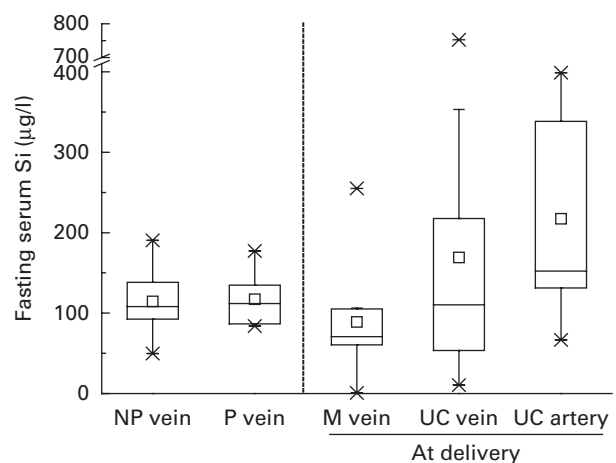 800
700
400
300
200
100
0
Fasting serum Si (µg/l)
NP vein
P vein
M vein
UC vein
UC artery
At delivery